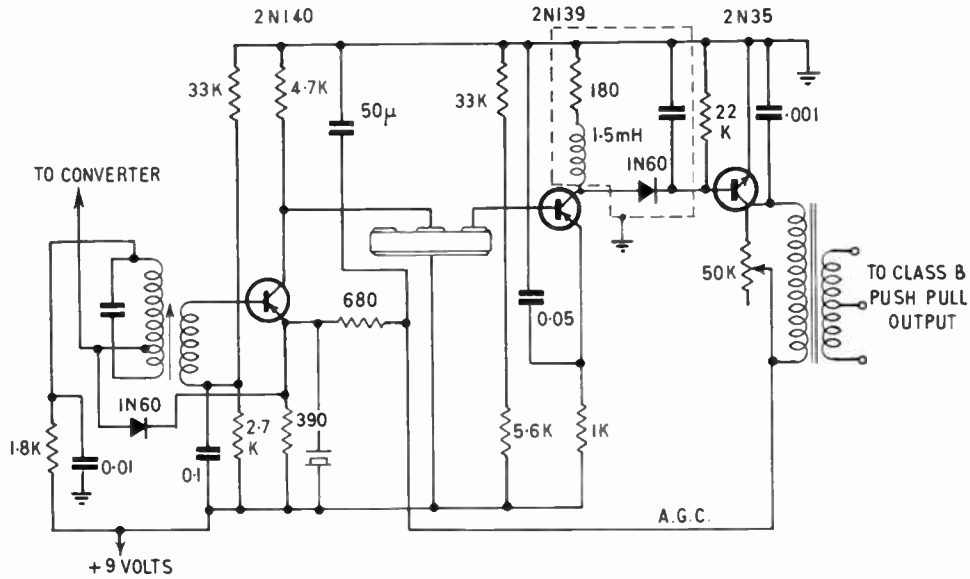 2N140
2N139
2N35
33K
4·7K
50µ
33K
180
1·5mH
1N60
22
K
·001
TO CONVERTER
680
0·05
50K
TO CLASS B
PUSH PULL
OUTPUT
1N60
1·8K
0·01
0·1
2·7
K
390
5·6K
1K
A.G.C.
+9 VOLTS